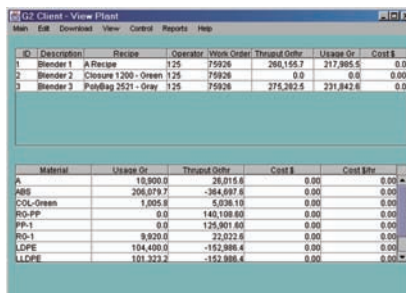 G2 Client - View Plant
Main Edit Download View Control Reports Help
ID Description Recipe Operator Work Order Thruput Gr/hr Usage Gr Cost $
1 Blender 1 A Recipe 125 75926 260,155.7 217,985.5 0.0
2 Blender 2 Closure 1200 - Green 125 75926 0.0 0.0 0.00
3 Blender 3 PolyBag 2521 - Gray 125 75926 275,202.5 231,842.6 0.0
Material Usage Gr Thruput Gr/hr Cost $ Cost $/hr
A 10,900.0 26,015.6 0.00 0.00
ABS 206,079.7 -364,697.6 0.00 0.00
COL-Green 1,005.8 5,036.10 0.00 0.00
RG-PP 0.0 140,108.60 0.00 0.00
PP-1 0.0 125,901.60 0.00 0.00
RG-1 9,920.0 22,022.6 0.00 0.00
LDPE 104,400.0 -152,986.4 0.00 0.00
LLDPE 101,323.2 -152,986.4 0.00 0.00